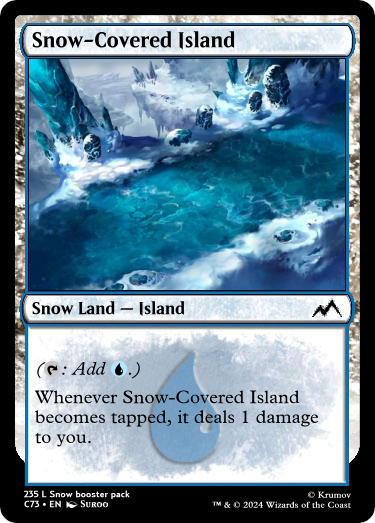 Snow-Covered Island
Snow Land — Island
(T: Add .)
Whenever Snow-Covered Island
becomes tapped, it deals 1 damage
to you.
235 L Snow booster pack
C73 • EN Suroo
© Krumov
™ & © 2024 Wizards of the Coast